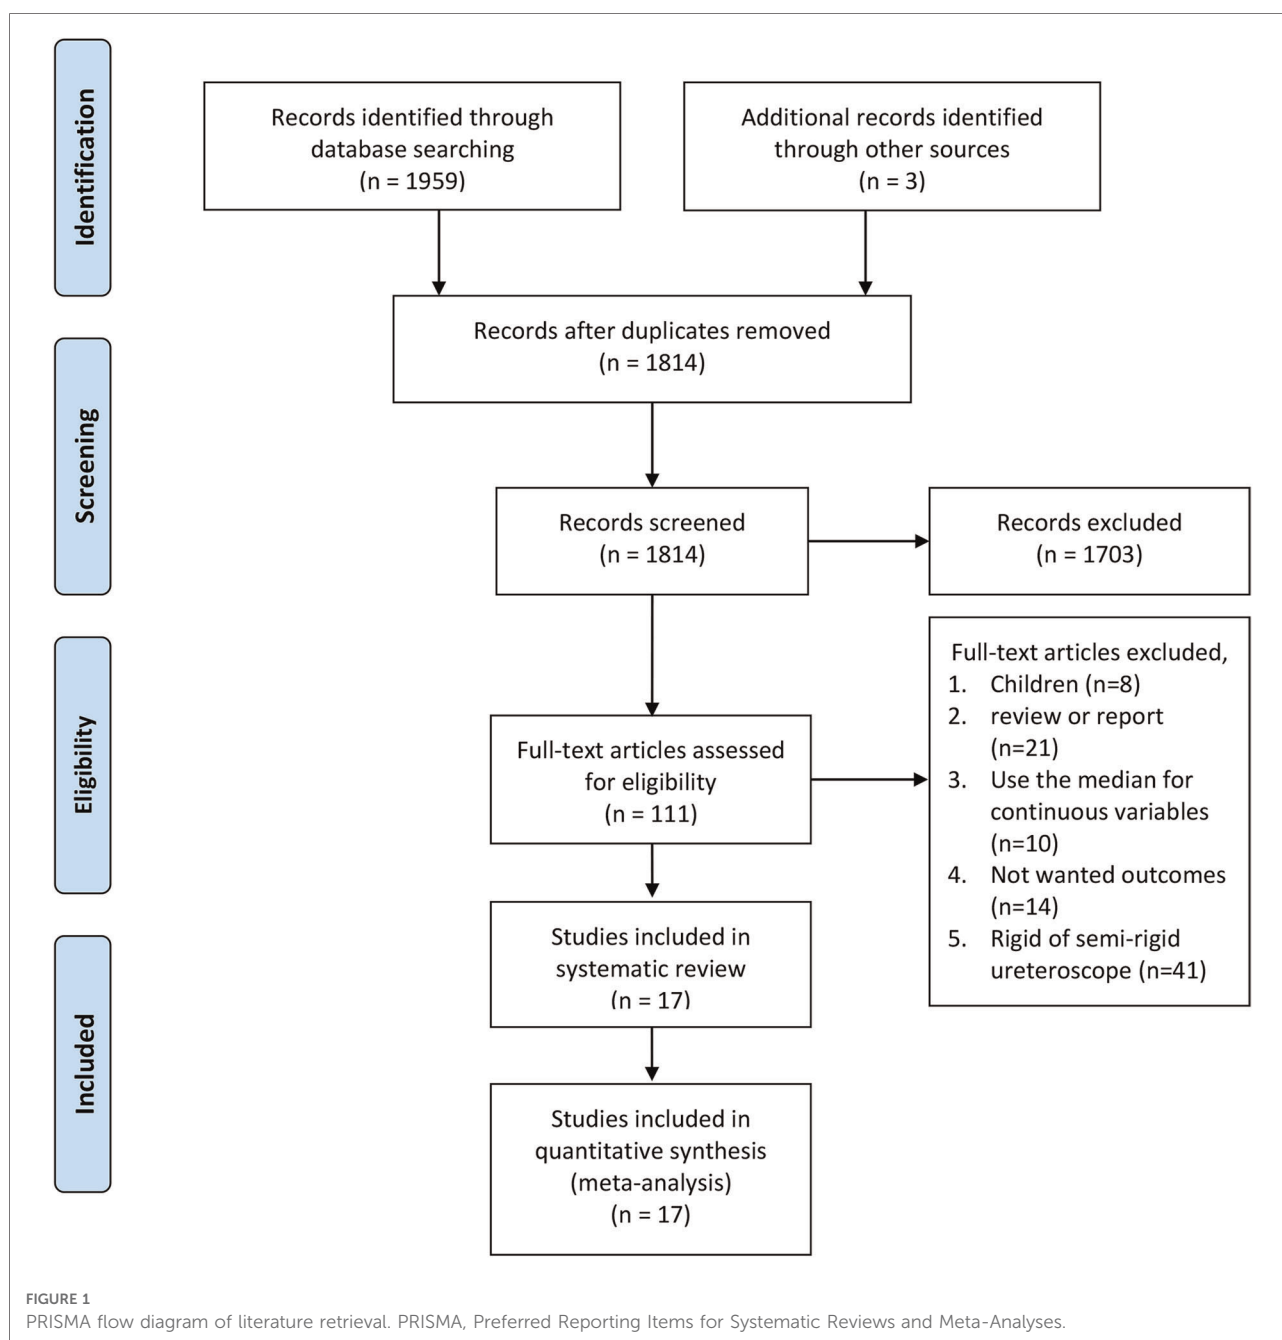 Identification
Records identified through
database searching
(n = 1959)
Additional records identified
through other sources
(n = 3)
Records after duplicates removed
(n = 1814)
Screening
Records screened
(n = 1814)
Records excluded
(n = 1703)
Eligibility
Full-text articles assessed
for eligibility
(n = 111)
Full-text articles excluded,
1. Children (n=8)
2. review or report
(n=21)
3. Use the median for
continuous variables
(n=10)
4. Not wanted outcomes
(n=14)
5. Rigid of semi-rigid
ureteroscope (n=41)
Included
Studies included in
systematic review
(n = 17)
Studies included in
quantitative synthesis
(meta-analysis)
(n = 17)
FIGURE 1
PRISMA flow diagram of literature retrieval. PRISMA, Preferred Reporting Items for Systematic Reviews and Meta-Analyses.